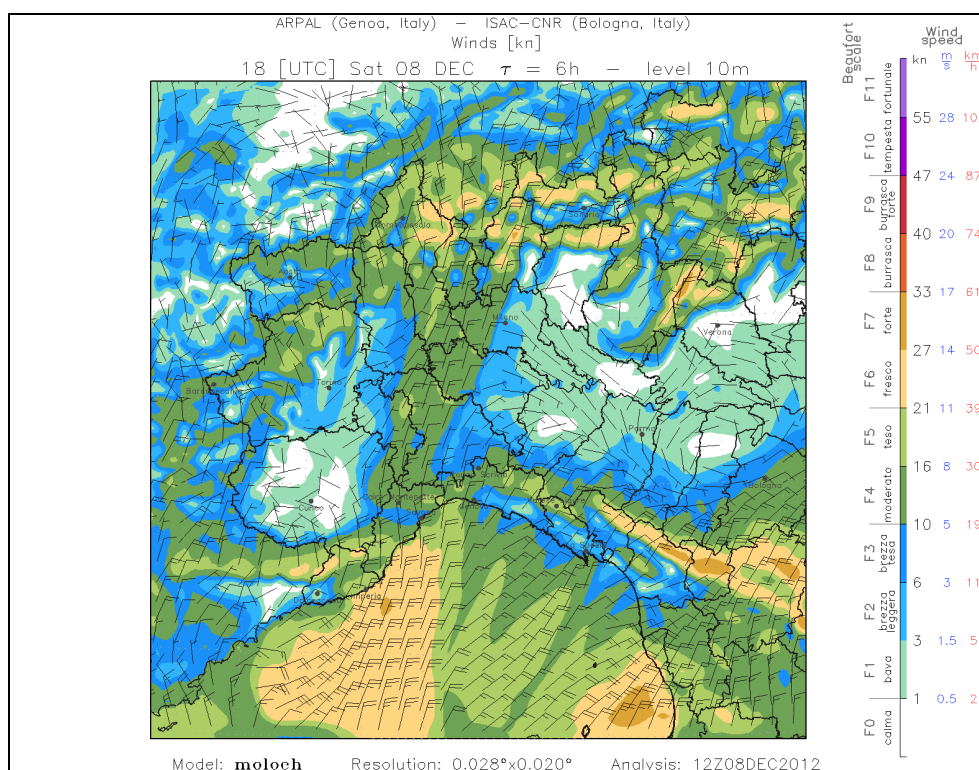 ARPAL (Genoa, Italy) – ISAC-CNR (Bologna, Italy)
Winds [kn]
18 [UTC] Sat 08 DEC τ = 6h – level 10m
Beaufort scale
Wind speed
kn m/s km/h
F11 fortunale
F10 tempesta 55 28 10
F9 burrasca forte 47 24 87
F8 burrasca 40 20 74
F7 forte 33 17 61
F6 fresco 27 14 50
F5 teso 21 11 39
F4 moderato 16 8 30
F3 brezza tesa 10 5 19
F2 brezza leggera 6 3 11
F1 bava 3 1.5 5
F0 calma 1 0.5 2
Sondrio
Trento
Aosta
Milano
Verona
Torino
Parma
Bologna
Cuneo
Imperia
Model: moloch Resolution: 0.028°x0.020° Analysis: 12Z08DEC2012